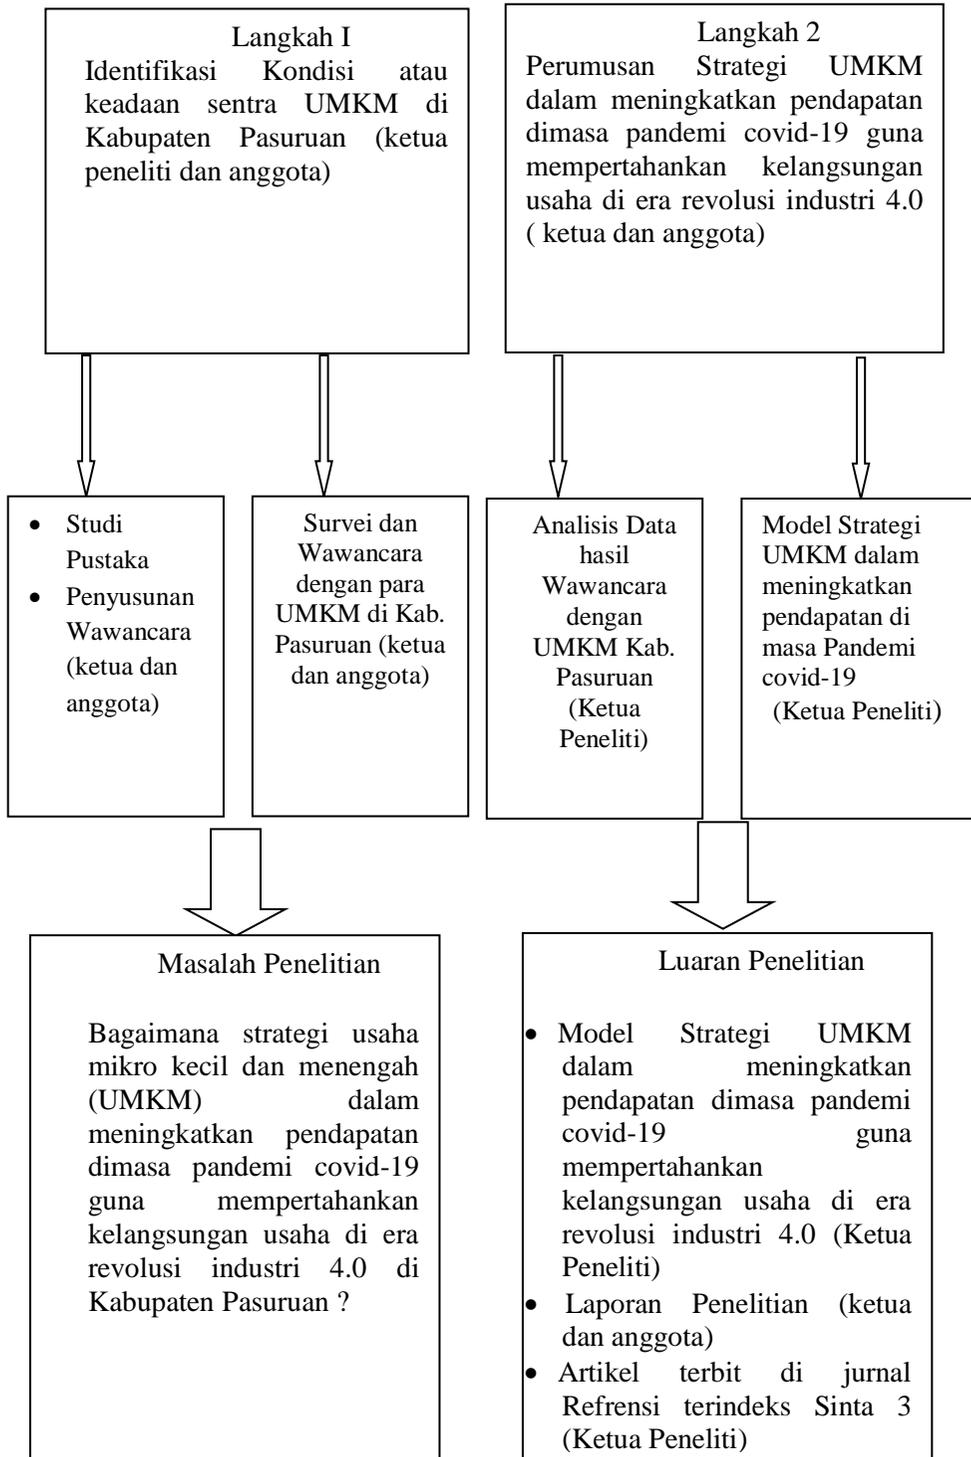 Langkah I
Identifikasi Kondisi atau
keadaan sentra UMKM di
Kabupaten Pasuruan (ketua
peneliti dan anggota)
Langkah 2
Perumusan Strategi UMKM
dalam meningkatkan pendapatan
dimasa pandemi covid-19 guna
mempertahankan kelangsungan
usaha di era revolusi industri 4.0
( ketua dan anggota)
• Studi
Pustaka
• Penyusunan
Wawancara
(ketua dan
anggota)
Survei dan
Wawancara
dengan para
UMKM di Kab.
Pasuruan (ketua
dan anggota)
Analisis Data
hasil
Wawancara
dengan
UMKM Kab.
Pasuruan
(Ketua
Peneliti)
Model Strategi
UMKM dalam
meningkatkan
pendapatan di
masa Pandemi
covid-19
(Ketua Peneliti)
Masalah Penelitian
Bagaimana strategi usaha
mikro kecil dan menengah
(UMKM) dalam
meningkatkan pendapatan
dimasa pandemi covid-19
guna mempertahankan
kelangsungan usaha di era
revolusi industri 4.0 di
Kabupaten Pasuruan ?
Luaran Penelitian
• Model Strategi UMKM
dalam meningkatkan
pendapatan dimasa pandemi
covid-19 guna
mempertahankan
kelangsungan usaha di era
revolusi industri 4.0 (Ketua
Peneliti)
• Laporan Penelitian (ketua
dan anggota)
• Artikel terbit di jurnal
Refrensi terindeks Sinta 3
(Ketua Peneliti)